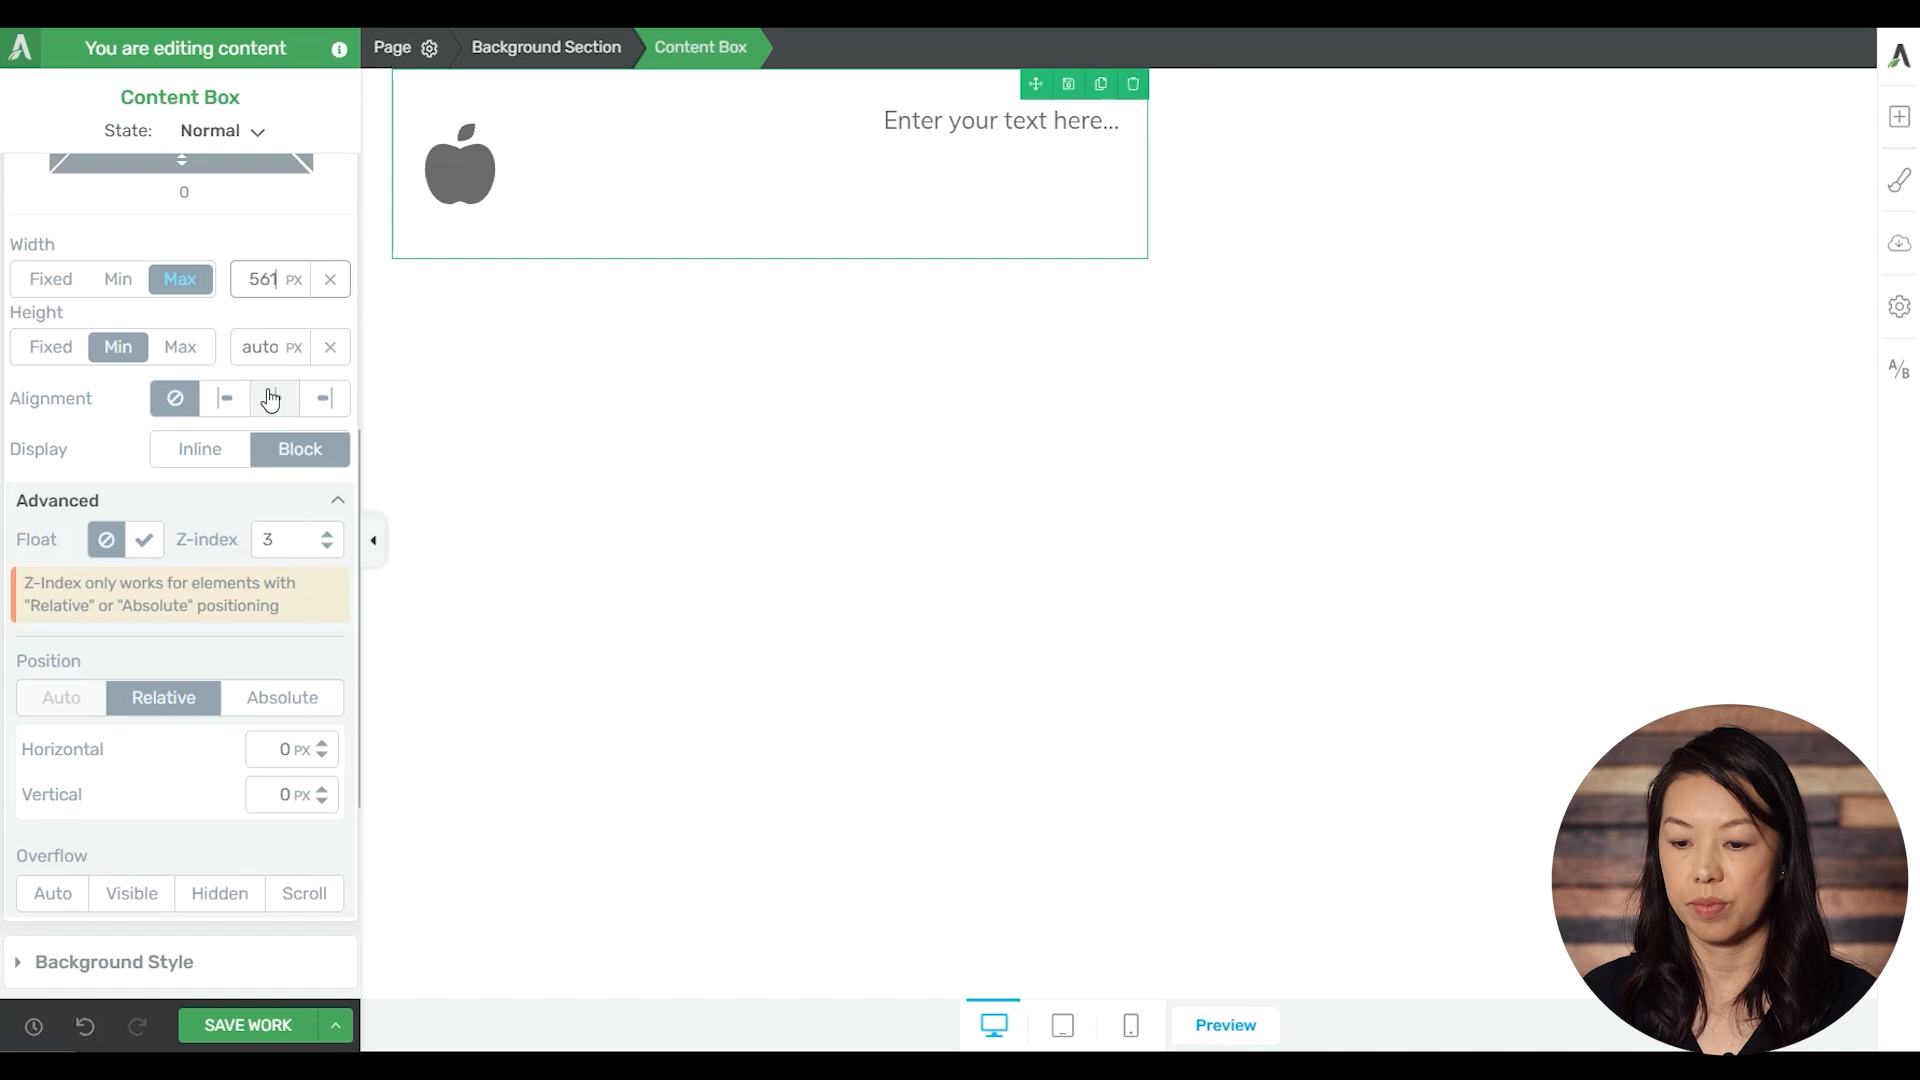 You are editing content
Page
Background Section
Content Box
Content Box
State: Normal
Enter your text here...
0
Width
Fixed Min Max 561 PX
Height
Fixed Min Max auto PX
Alignment
Display Inline Block
Advanced
Float Z-index 3
Z-Index only works for elements with
"Relative" or "Absolute" positioning
Position
Auto Relative Absolute
Horizontal 0 PX
Vertical 0 PX
Overflow
Auto Visible Hidden Scroll
Background Style
SAVE WORK
Preview
A/B